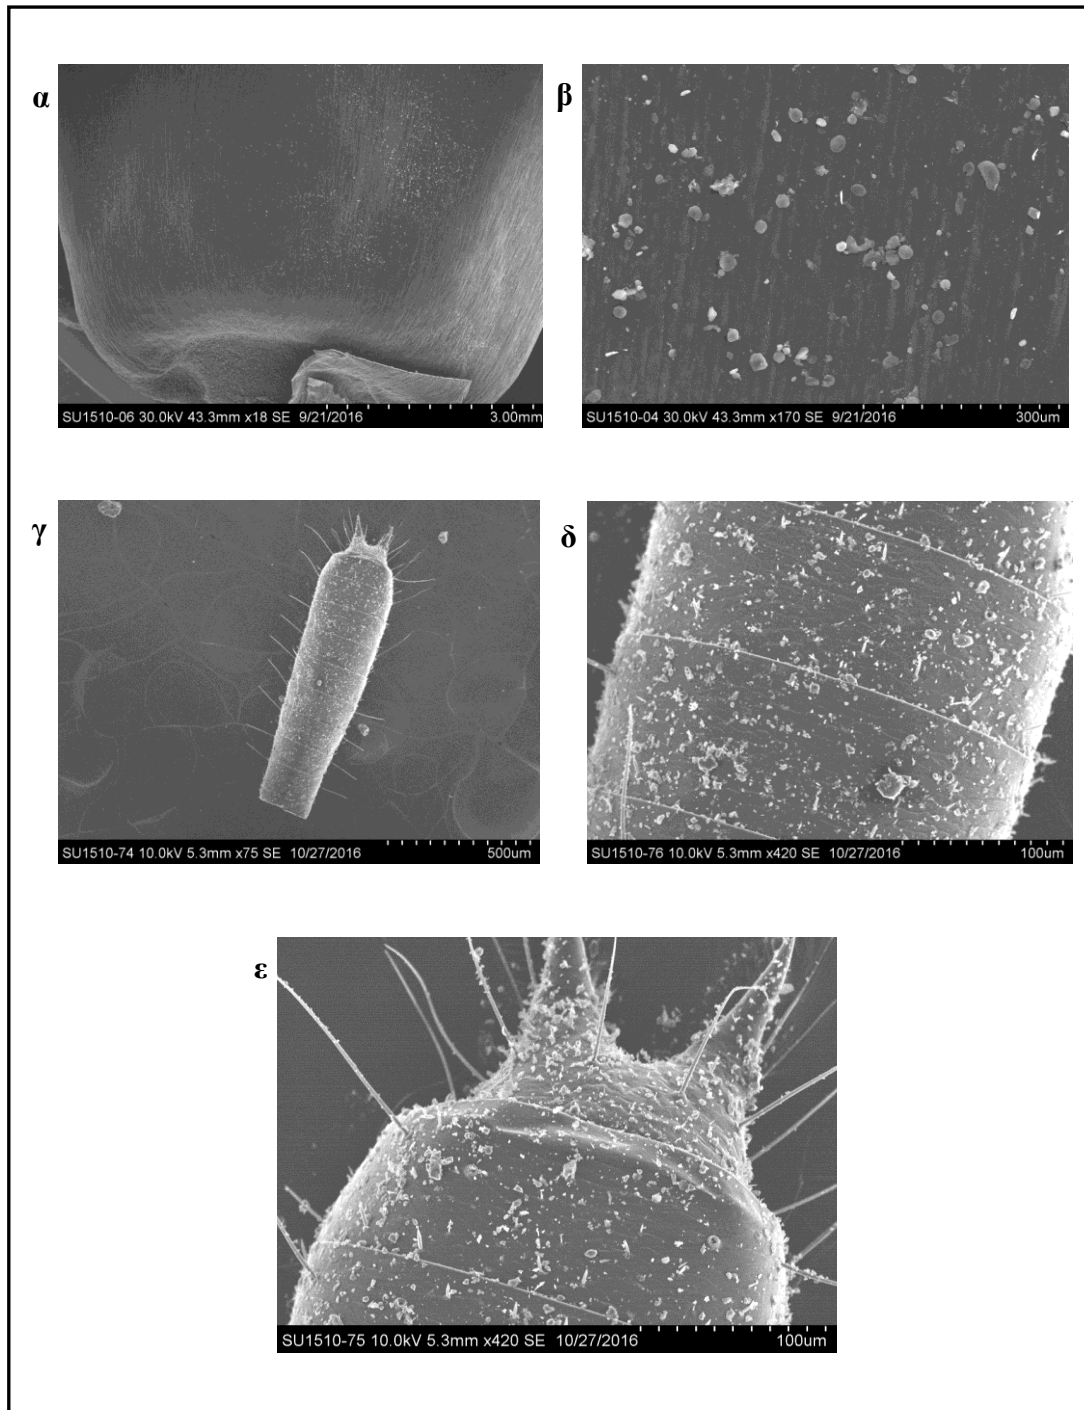 α
β
SU1510-06 30.0kV 43.3mm x18 SE 9/21/2016 3.00mm
SU1510-04 30.0kV 43.3mm x170 SE 9/21/2016 300um
γ
δ
SU1510-74 10.0kV 5.3mm x75 SE 10/27/2016 500um
SU1510-76 10.0kV 5.3mm x420 SE 10/27/2016 100um
ε
SU1510-75 10.0kV 5.3mm x420 SE 10/27/2016 100um